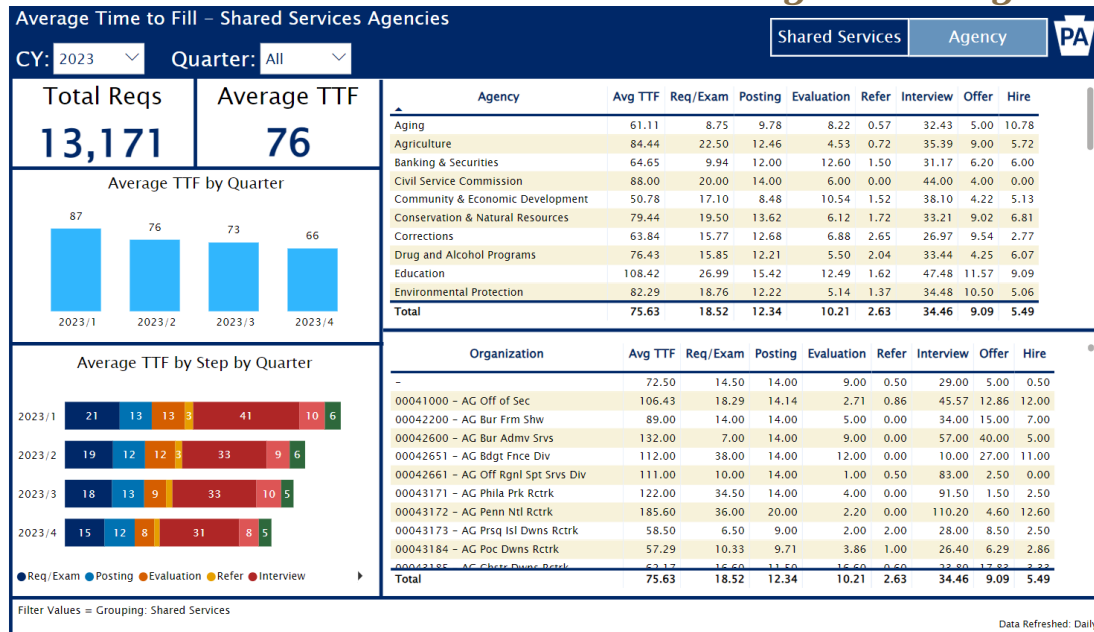 Average Time to Fill – Shared Services Agencies
CY: 2023 Quarter: All
Shared Services Agency PA
Total Reqs Average TTF
13,171 76
Average TTF by Quarter
87 76 73 66
2023/1 2023/2 2023/3 2023/4
Average TTF by Step by Quarter
2023/1 21 13 13 3 41 10 6
2023/2 19 12 12 3 33 9 6
2023/3 18 13 9 33 10 5
2023/4 15 12 8 31 8 5
Req/Exam Posting Evaluation Refer Interview
Agency Avg TTF Req/Exam Posting Evaluation Refer Interview Offer Hire
Aging 61.11 8.75 9.78 8.22 0.57 32.43 5.00 10.78
Agriculture 84.44 22.50 12.46 4.53 0.72 35.39 9.00 5.72
Banking & Securities 64.65 9.94 12.00 12.60 1.50 31.17 6.20 6.00
Civil Service Commission 88.00 20.00 14.00 6.00 0.00 44.00 4.00 0.00
Community & Economic Development 50.78 17.10 8.48 10.54 1.52 38.10 4.22 5.13
Conservation & Natural Resources 79.44 19.50 13.62 6.12 1.72 33.21 9.02 6.81
Corrections 63.84 15.77 12.68 6.88 2.65 26.97 9.54 2.77
Drug and Alcohol Programs 76.43 15.85 12.21 5.50 2.04 33.44 4.25 6.07
Education 108.42 26.99 15.42 12.49 1.62 47.48 11.57 9.09
Environmental Protection 82.29 18.76 12.22 5.14 1.37 34.48 10.50 5.06
Total 75.63 18.52 12.34 10.21 2.63 34.46 9.09 5.49
Organization Avg TTF Req/Exam Posting Evaluation Refer Interview Offer Hire
– 72.50 14.50 14.00 9.00 0.50 29.00 5.00 0.50
00041000 – AG Off of Sec 106.43 18.29 14.14 2.71 0.86 45.57 12.86 12.00
00042200 – AG Bur Frm Shw 89.00 14.00 14.00 5.00 0.00 34.00 15.00 7.00
00042600 – AG Bur Admv Srvs 132.00 7.00 14.00 9.00 0.00 57.00 40.00 5.00
00042651 – AG Bdgt Fnce Div 112.00 38.00 14.00 12.00 0.00 10.00 27.00 11.00
00042661 – AG Off Rgnl Spt Srvs Div 111.00 10.00 14.00 1.00 0.50 83.00 2.50 0.00
00043171 – AG Phila Prk Rctrk 122.00 34.50 14.00 4.00 0.00 91.50 1.50 2.50
00043172 – AG Penn Ntl Rctrk 185.60 36.00 20.00 2.20 0.00 110.20 4.60 12.60
00043173 – AG Prsq Isl Dwns Rctrk 58.50 6.50 9.00 2.00 2.00 28.00 8.50 2.50
00043184 – AG Poc Dwns Rctrk 57.29 10.33 9.71 3.86 1.00 26.40 6.29 2.86
Total 75.63 18.52 12.34 10.21 2.63 34.46 9.09 5.49
Filter Values = Grouping: Shared Services
Data Refreshed: Daily